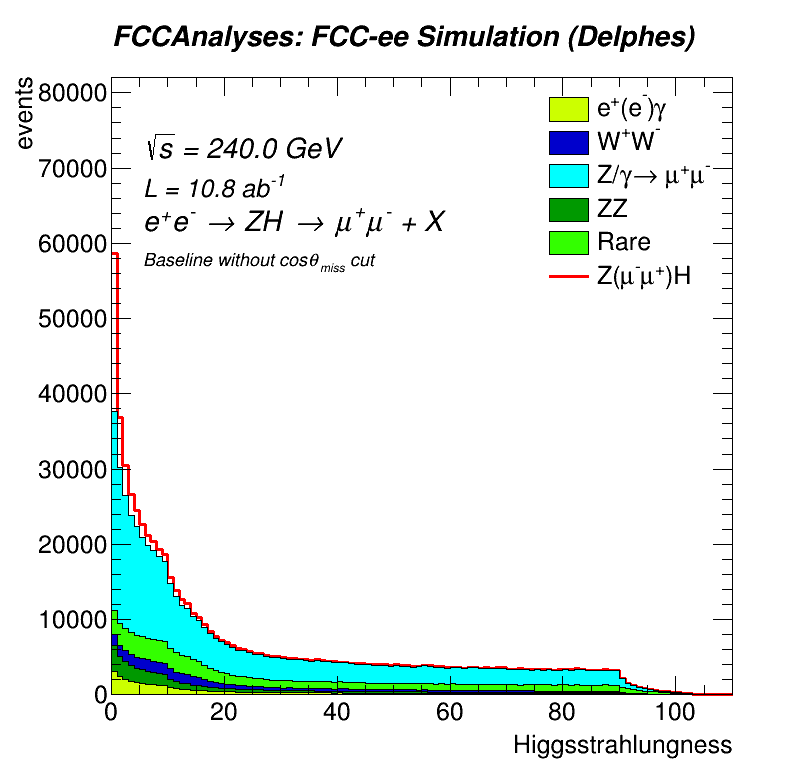 FCCAnalyses: FCC-ee Simulation (Delphes)
events
80000
70000
60000
50000
40000
30000
20000
10000
0
√s = 240.0 GeV
L = 10.8 ab⁻¹
e⁺e⁻ → ZH → μ⁺μ⁻ + X
Baseline without cosθ_miss cut
e⁺(e⁻)γ
W⁺W⁻
Z/γ→ μ⁺μ⁻
ZZ
Rare
Z(μ⁻μ⁺)H
0 20 40 60 80 100
Higgsstrahlungness